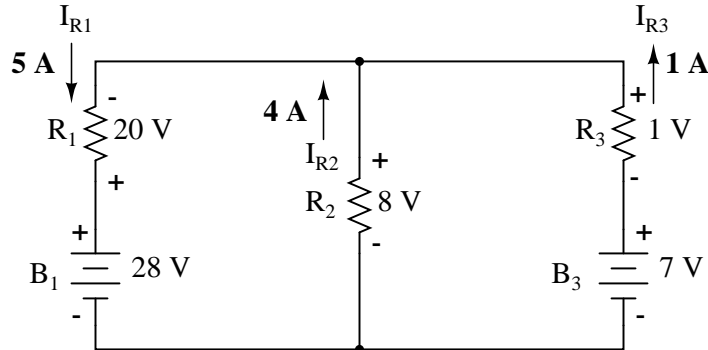 I_R1
5 A
-
R_1 20 V
+
+
B_1 28 V
-
4 A
I_R2
+
R_2 8 V
-
I_R3
1 A
+
R_3 1 V
-
+
B_3 7 V
-